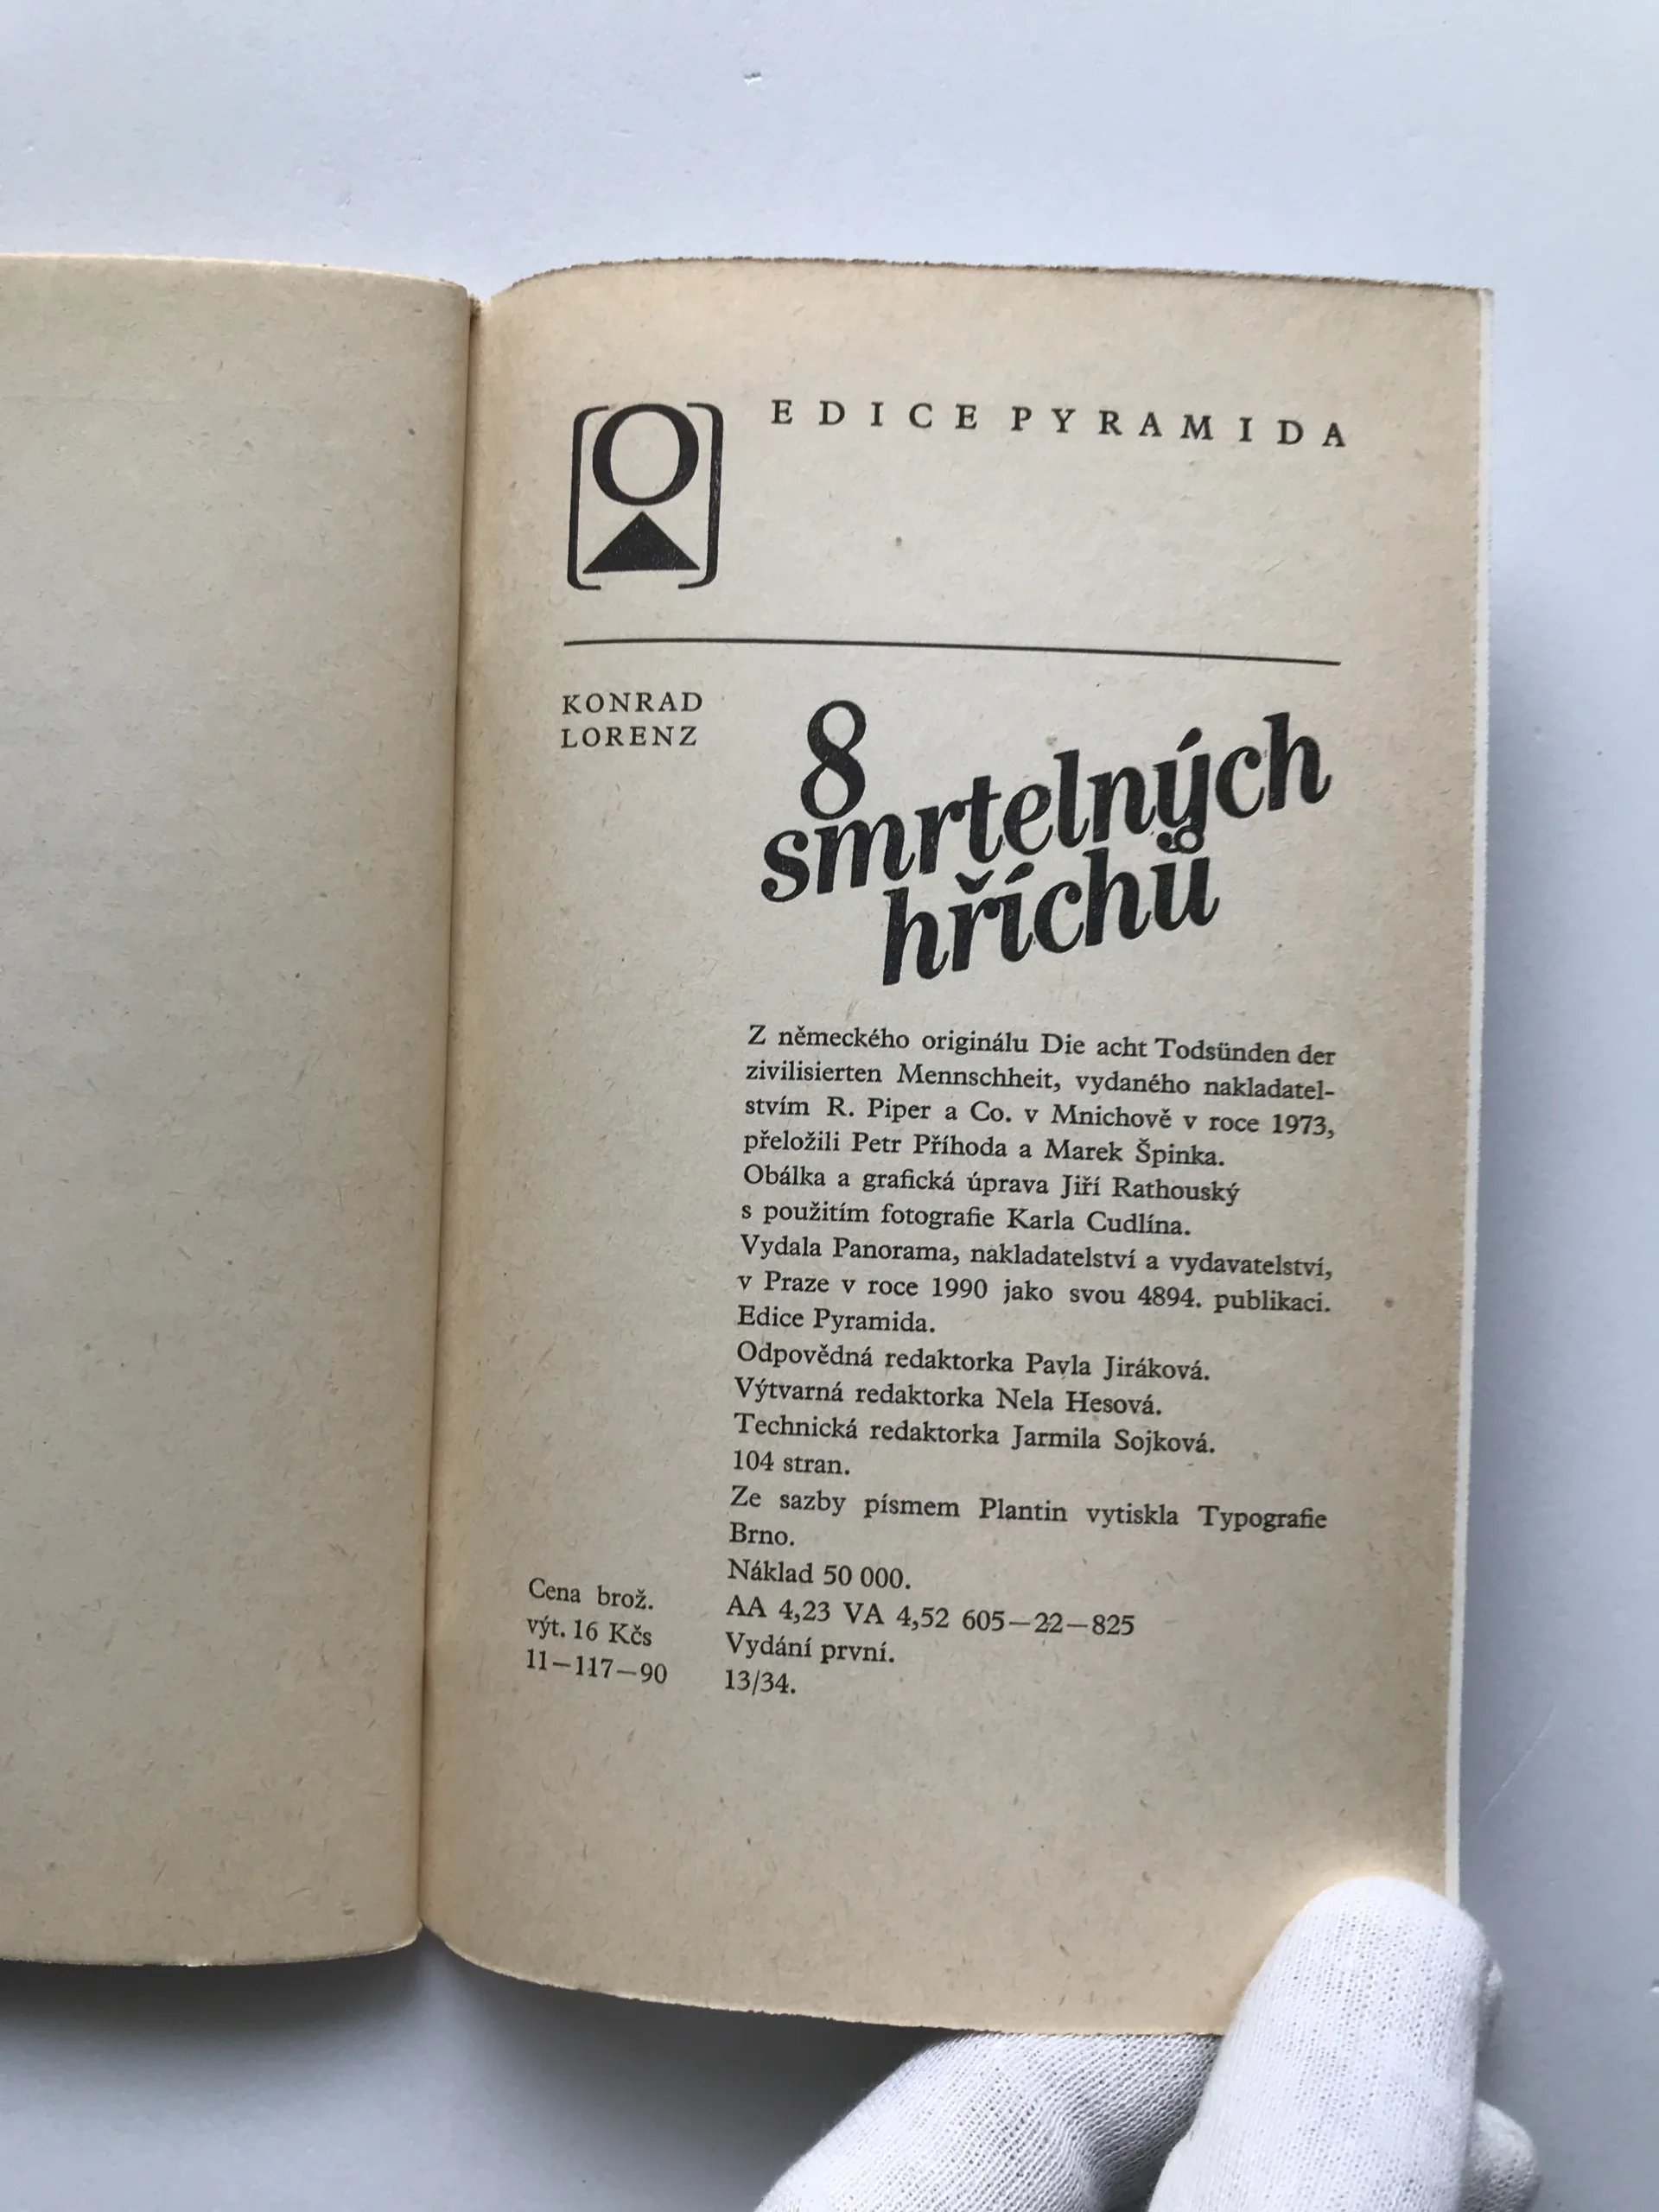 O
EDICE PYRAMIDA
KONRAD
LORENZ
8
smrtelných
hříchů
Z německého originálu Die acht Todsünden der
zivilisierten Mennschheit, vydaného nakladatel-
stvím R. Piper a Co. v Mnichově v roce 1973,
přeložili Petr Příhoda a Marek Špinka.
Obálka a grafická úprava Jiří Rathouský
s použitím fotografie Karla Cudlína.
Vydala Panorama, nakladatelství a vydavatelství,
v Praze v roce 1990 jako svou 4894. publikaci.
Edice Pyramida.
Odpovědná redaktorka Pavla Jiráková.
Výtvarná redaktorka Nela Hesová.
Technická redaktorka Jarmila Sojková.
104 stran.
Ze sazby písmem Plantin vytiskla Typografie
Brno.
Náklad 50 000.
AA 4,23 VA 4,52 605—22—825
Vydání první.
13/34.
Cena brož.
výt. 16 Kčs
11—117—90